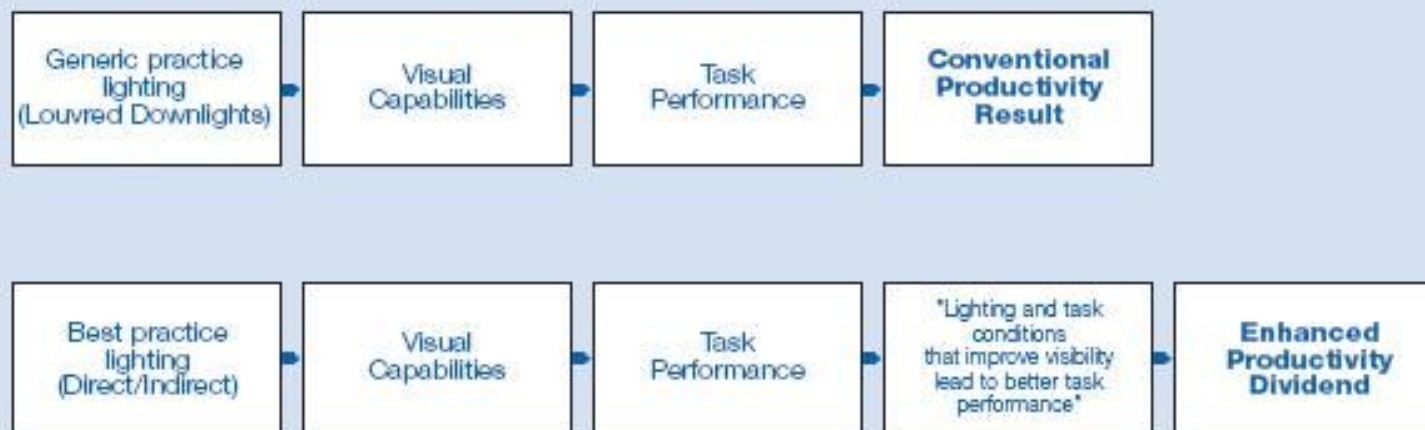 Generic practice
lighting
(Louvred Downlights)
Visual
Capabilities
Task
Performance
Conventional
Productivity
Result
Best practice
lighting
(Direct/Indirect)
Visual
Capabilities
Task
Performance
"Lighting and task
conditions
that improve visibility
lead to better task
performance"
Enhanced
Productivity
Dividend